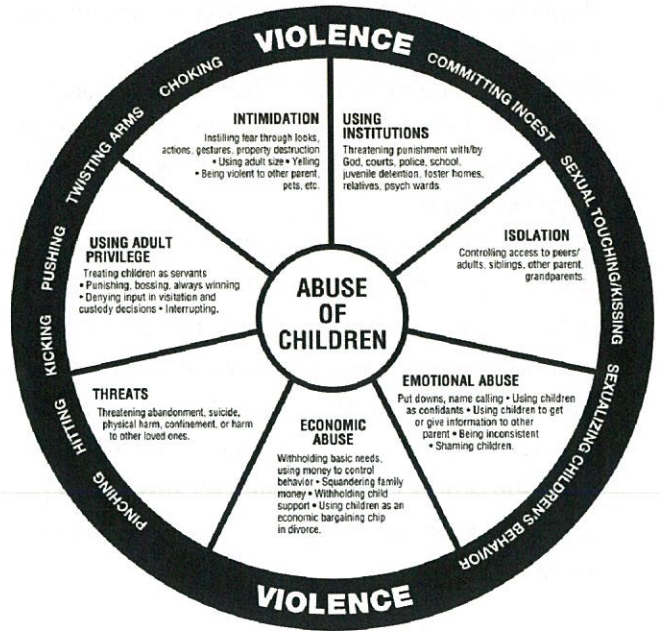 VIOLENCE
COMMITTING INCEST
SEXUAL TOUCHING/KISSING
SEXUALIZING CHILDREN'S BEHAVIOR
VIOLENCE
PINCHING
HITTING
KICKING
PUSHING
TWISTING ARMS
CHOKING
INTIMIDATION
Instilling fear through looks,
actions, gestures, property destruction
• Using adult size • Yelling
• Being violent to other parent,
pets, etc.
USING
INSTITUTIONS
Threatening punishment with/by
God, courts, police, school,
juvenile detention, foster homes,
relatives, psych wards.
ISOLATION
Controlling access to peers/
adults, siblings, other parent,
grandparents.
EMOTIONAL ABUSE
Put downs, name calling • Using children
as confidants • Using children to get
or give information to other
parent • Being inconsistent
• Shaming children.
ECONOMIC
ABUSE
Withholding basic needs,
using money to control
behavior • Squandering family
money • Withholding child
support • Using children as an
economic bargaining chip
in divorce.
THREATS
Threatening abandonment, suicide,
physical harm, confinement, or harm
to other loved ones.
USING ADULT
PRIVILEGE
Treating children as servants
• Punishing, bossing, always winning
• Denying input in visitation and
custody decisions • Interrupting.
ABUSE
OF
CHILDREN